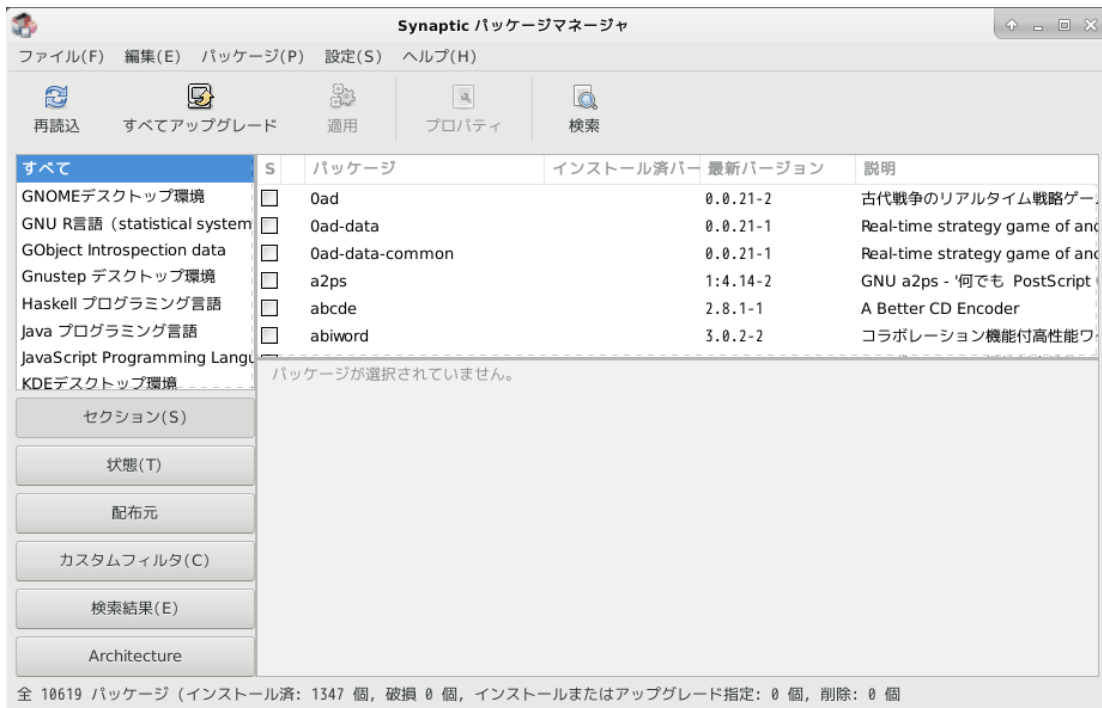 Synaptic パッケージマネージャ
ファイル(F) 編集(E) パッケージ(P) 設定(S) ヘルプ(H)
再読込 すべてアップグレード 適用 プロパティ 検索
すべて
GNOMEデスクトップ環境
GNU R言語 (statistical system
GObject Introspection data
Gnustep デスクトップ環境
Haskell プログラミング言語
Java プログラミング言語
JavaScript Programming Langu
KDEデスクトップ環境
S パッケージ インストール済バー 最新バージョン 説明
0ad 0.0.21-2 古代戦争のリアルタイム戦略ゲー
0ad-data 0.0.21-1 Real-time strategy game of anc
0ad-data-common 0.0.21-1 Real-time strategy game of anc
a2ps 1:4.14-2 GNU a2ps - '何でも PostScript
abcde 2.8.1-1 A Better CD Encoder
abiword 3.0.2-2 コラボレーション機能付高性能ワ
パッケージが選択されていません。
セクション(S)
状態(T)
配布元
カスタムフィルタ(C)
検索結果(E)
Architecture
全 10619 パッケージ (インストール済: 1347 個, 破損 0 個, インストールまたはアップグレード指定: 0 個, 削除: 0 個